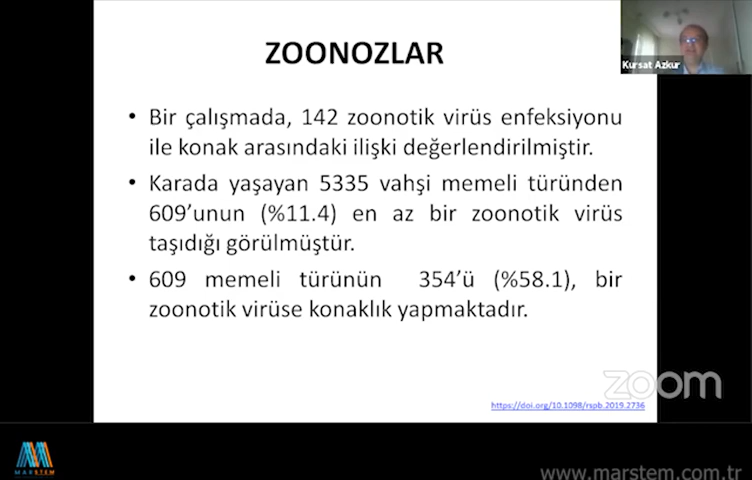 ZOONOZLAR
Kursat Azkur
• Bir çalışmada, 142 zoonotik virüs enfeksiyonu
ile konak arasındaki ilişki değerlendirilmiştir.
• Karada yaşayan 5335 vahşi memeli türünden
609’unun (%11.4) en az bir zoonotik virüs
taşıdığı görülmüştür.
• 609 memeli türünün 354’ü (%58.1), bir
zoonotik virüse konaklık yapmaktadır.
zoom
https://doi.org/10.1098/rspb.2019.2736
MARSTEM
www.marstem.com.tr